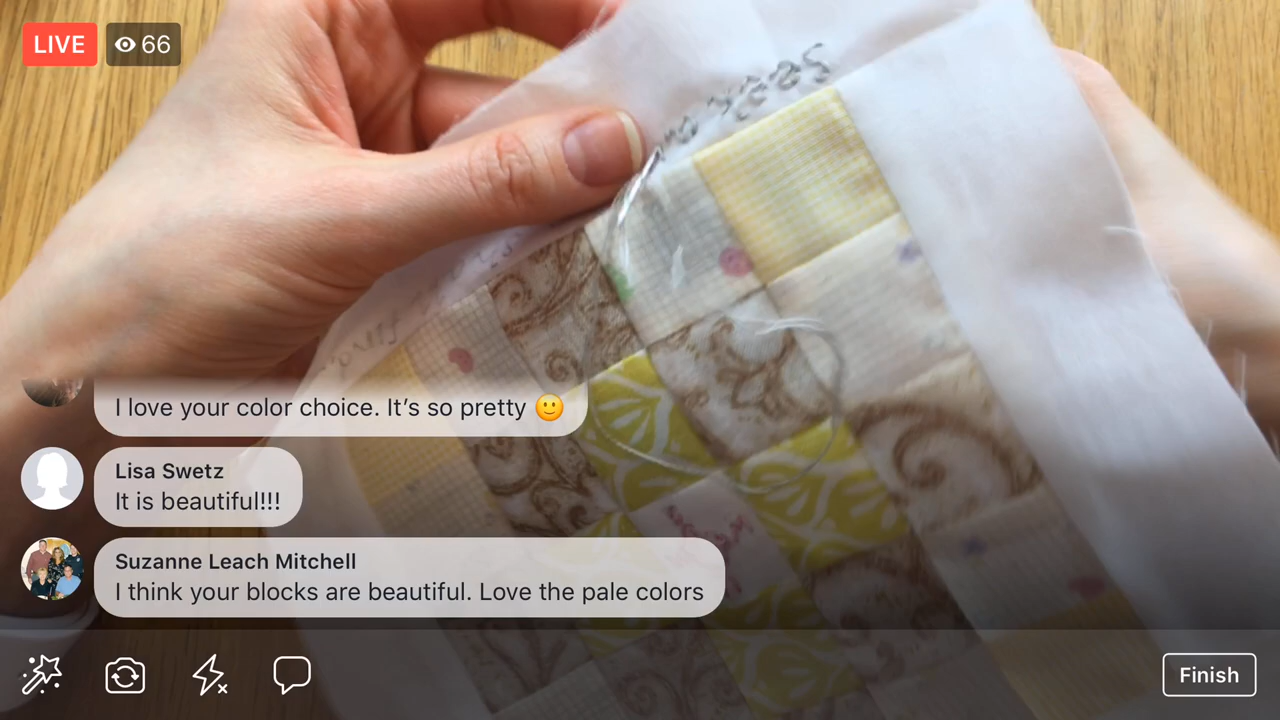 LIVE
66
I love your color choice. It’s so pretty 🙂
Lisa Swetz
It is beautiful!!!
Suzanne Leach Mitchell
I think your blocks are beautiful. Love the pale colors
Finish